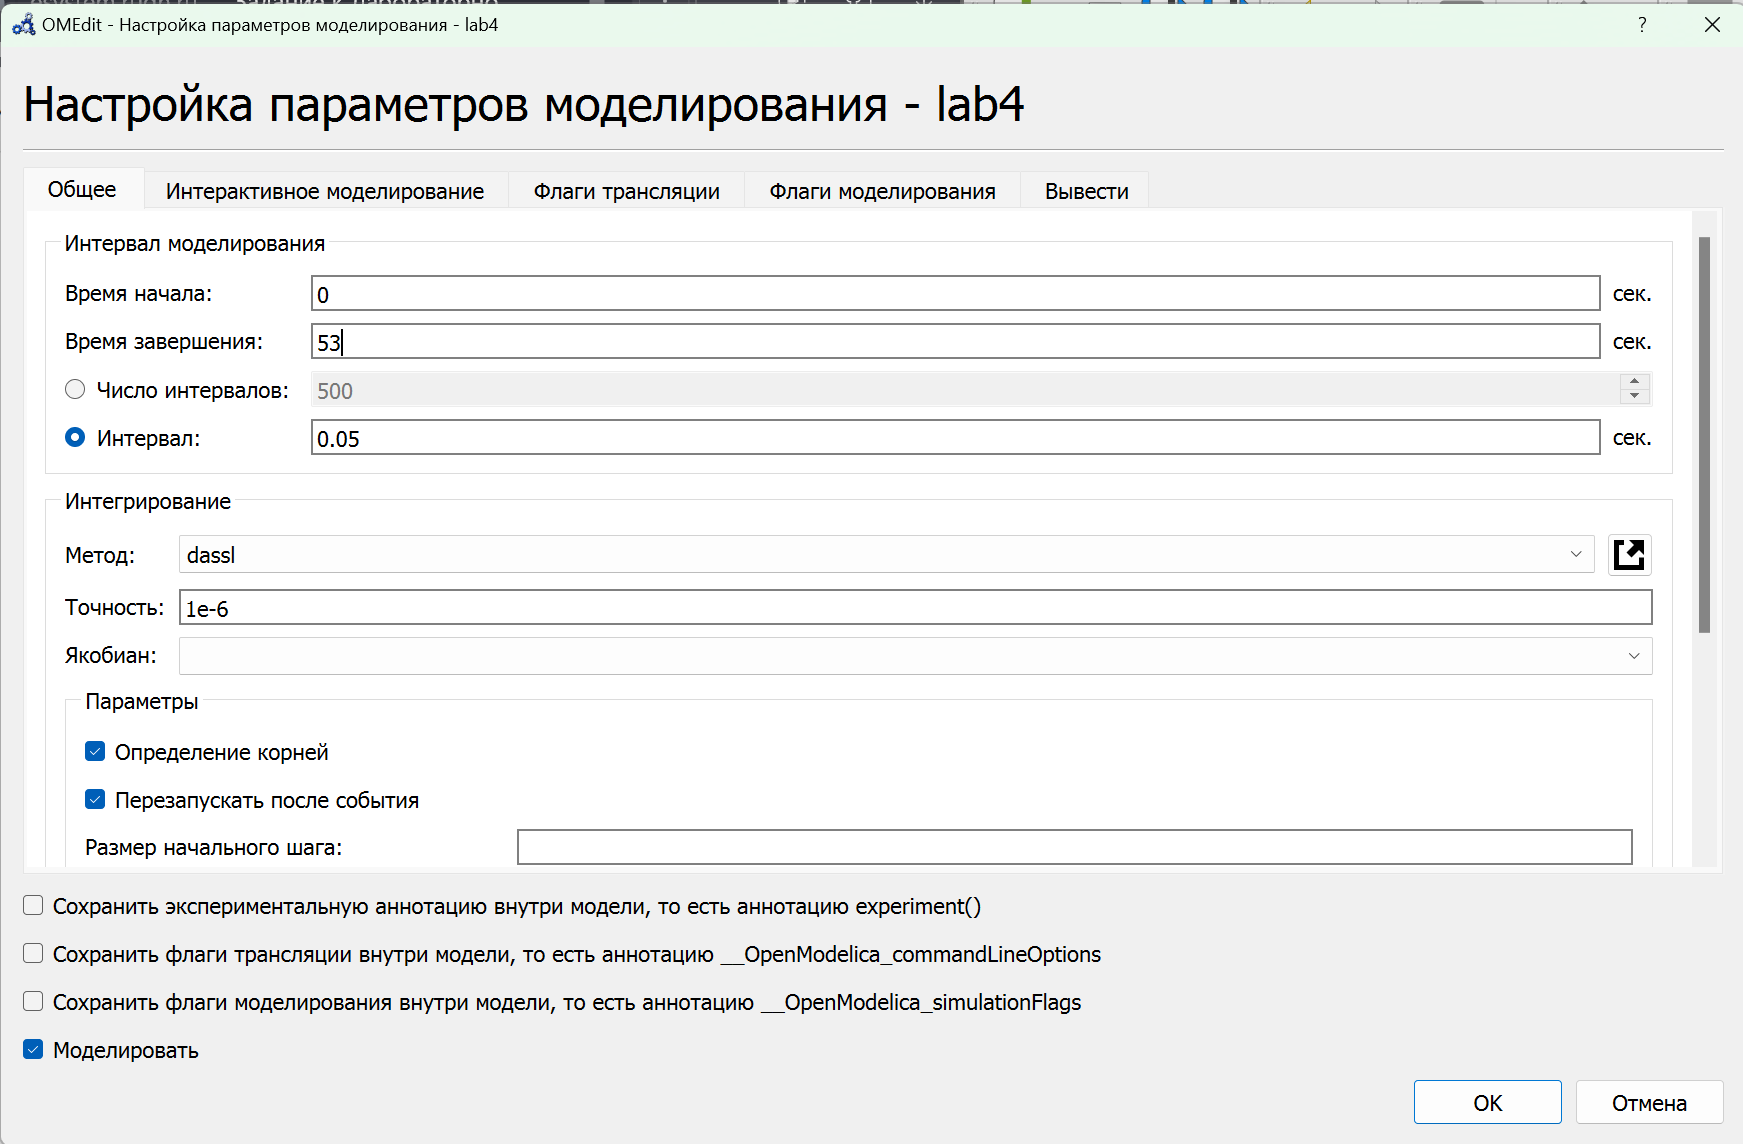 OMEdit - Настройка параметров моделирования - lab4
?
Настройка параметров моделирования - lab4
Общее Интерактивное моделирование Флаги трансляции Флаги моделирования Вывести
Интервал моделирования
Время начала: 0 сек.
Время завершения: 53 сек.
Число интервалов: 500
Интервал: 0.05 сек.
Интегрирование
Метод: dassl
Точность: 1e-6
Якобиан:
Параметры
Определение корней
Перезапускать после события
Размер начального шага:
Сохранить экспериментальную аннотацию внутри модели, то есть аннотацию experiment()
Сохранить флаги трансляции внутри модели, то есть аннотацию __OpenModelica_commandLineOptions
Сохранить флаги моделирования внутри модели, то есть аннотацию __OpenModelica_simulationFlags
Моделировать
OK Отмена